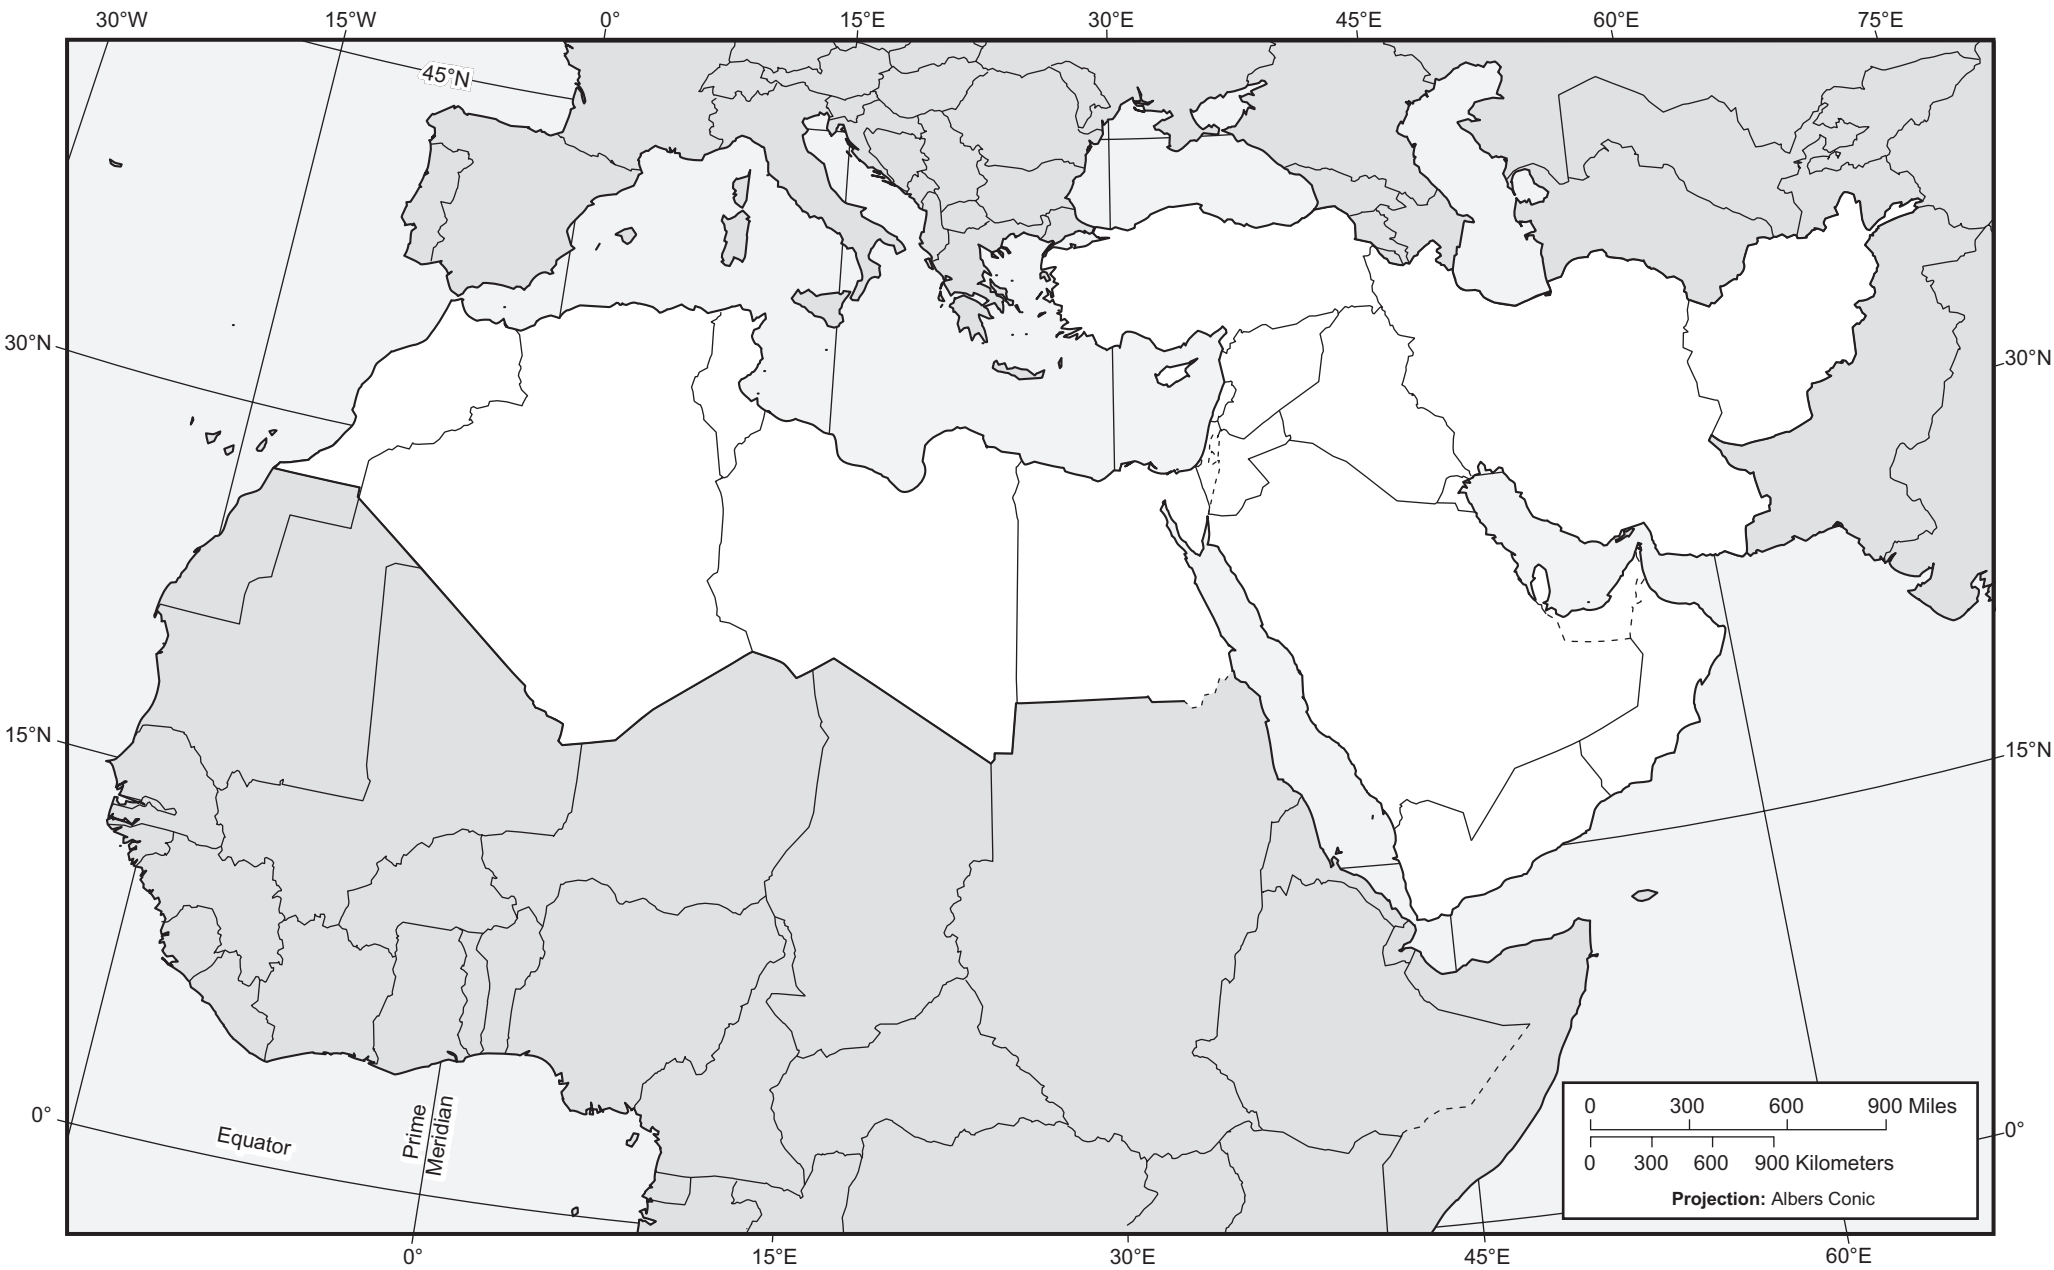 30°W 15°W 0° 15°E 30°E 45°E 60°E 75°E
45°N
30°N 30°N
15°N 15°N
0° 0°
Equator
Prime
Meridian
0 300 600 900 Miles
0 300 600 900 Kilometers
Projection: Albers Conic
0° 15°E 30°E 45°E 60°E